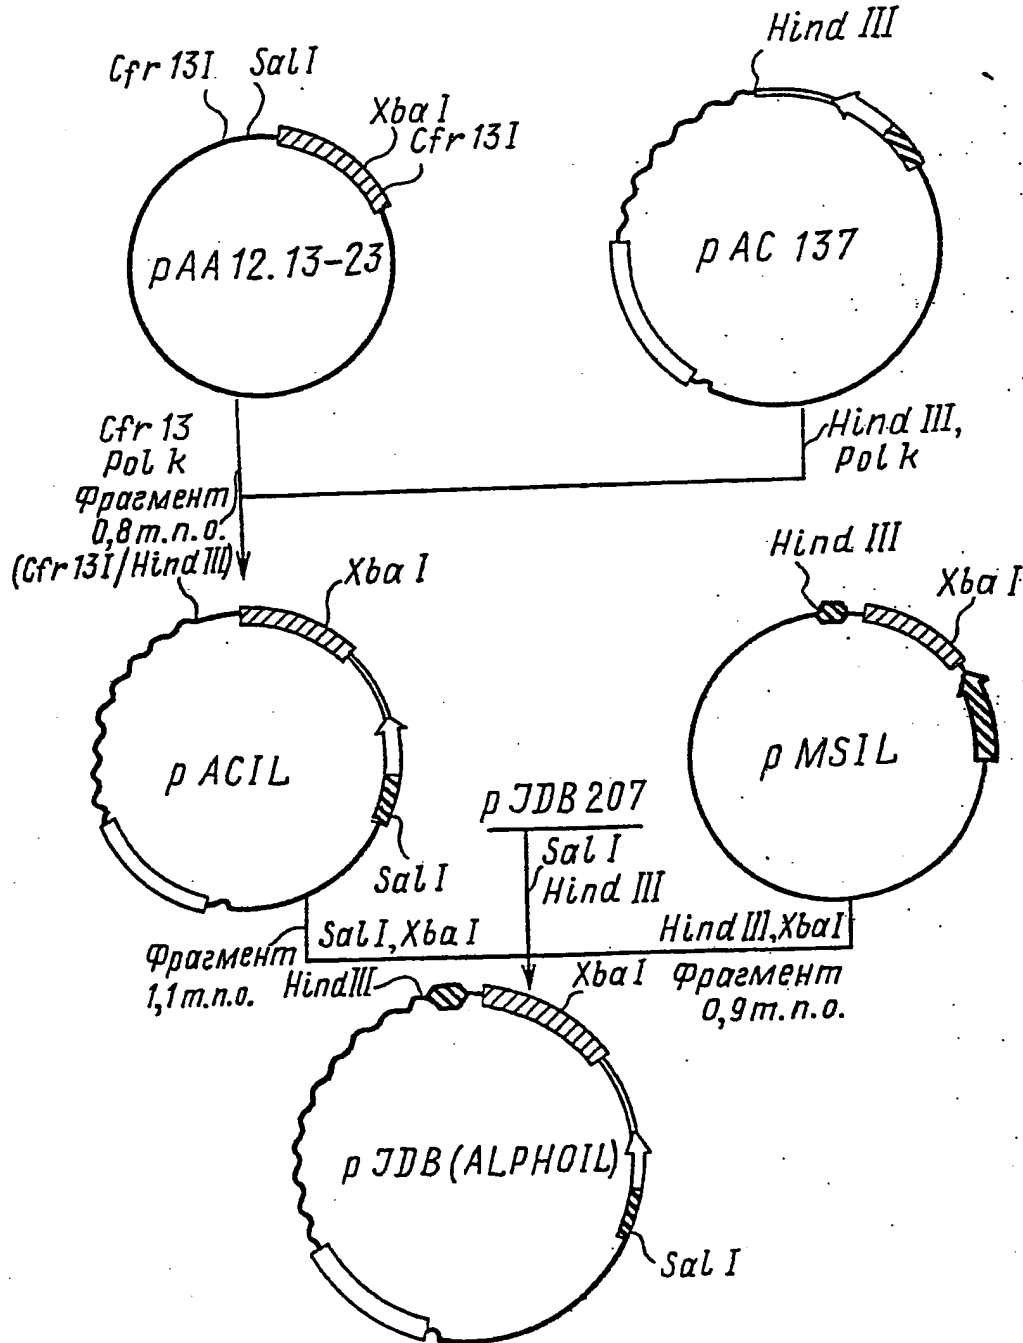 Hind III
Cfr 13I
Sal I
Xba I
Cfr 13I
pAA 12.13-23
pAC 137
Cfr 13
Pol k
Фрагмент
0,8 т.п.о.
Hind III,
Pol k
(Cfr 13I/Hind III)
Xba I
Hind III
Xba I
pACIL
pMSIL
pJDB 207
Sal I
Sal I
Hind III
Фрагмент
1,1 т.п.о.
Sal I, Xba I
Hind III, Xba I
Фрагмент
0,9 т.п.о.
Hind III
Xba I
pJDB (ALPHOIL)
Sal I